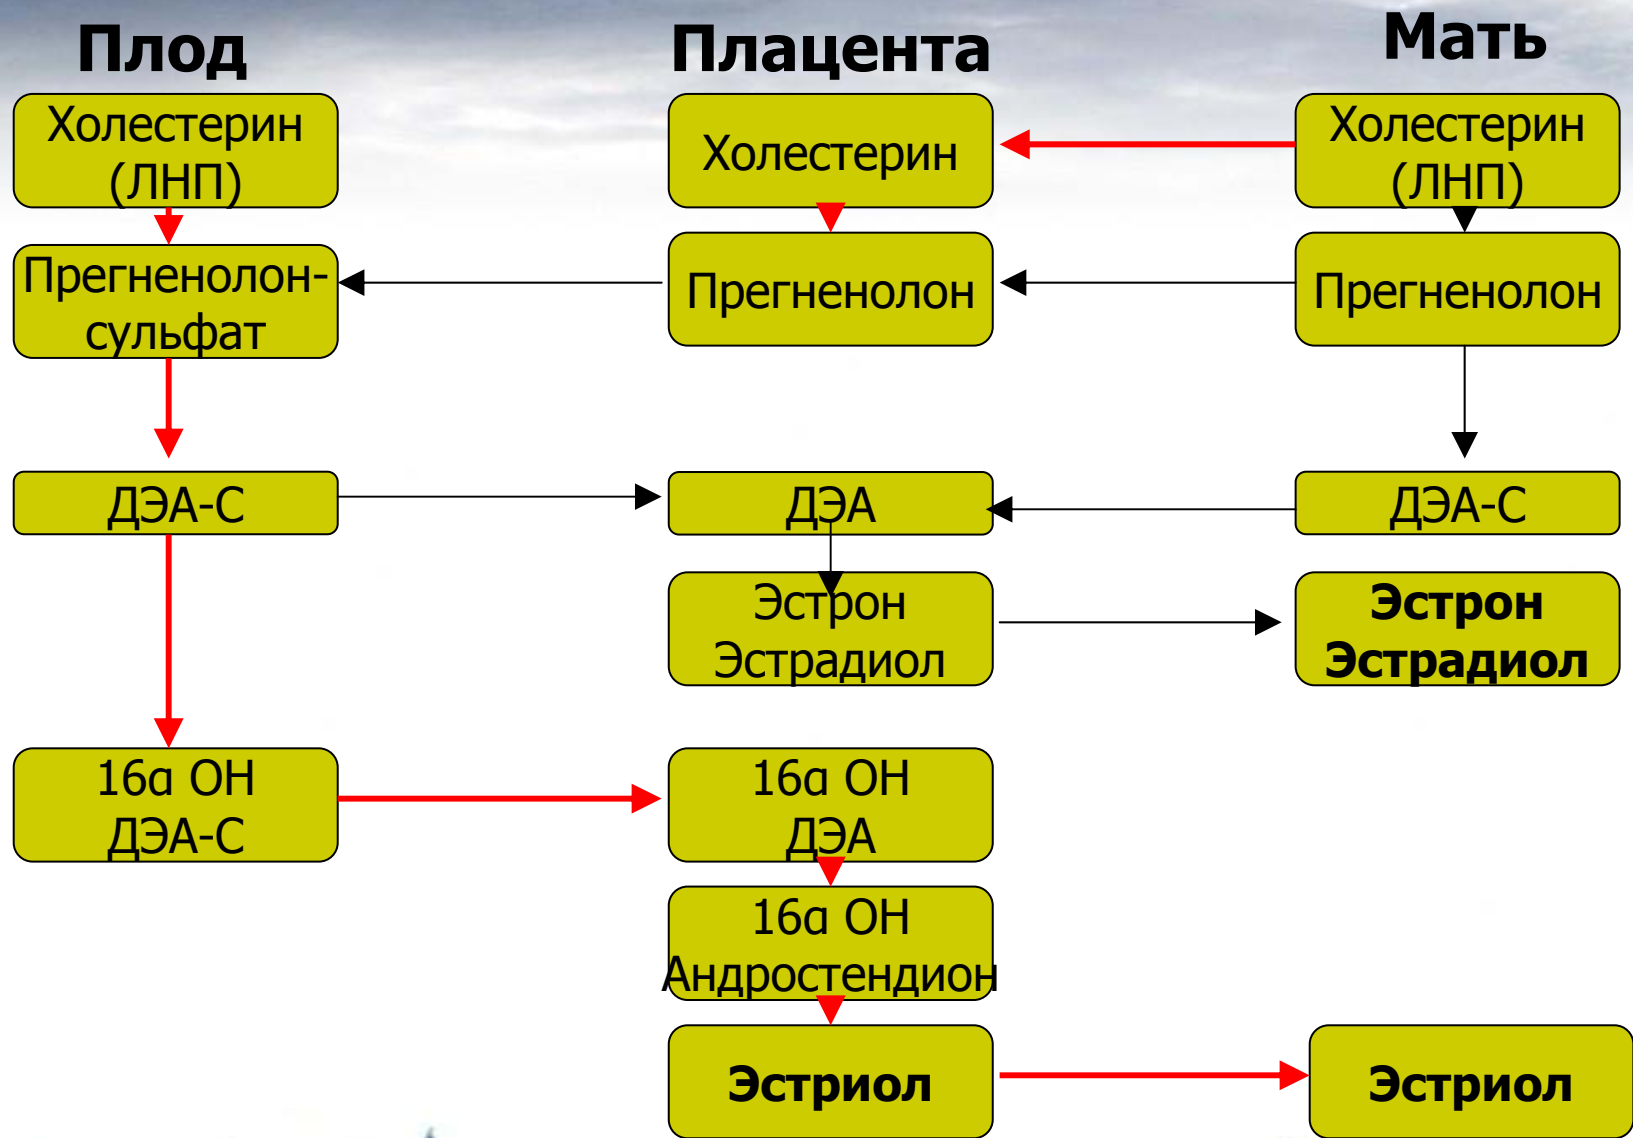 Плод
Плацента
Мать
Холестерин
(ЛНП)
Холестерин
Холестерин
(ЛНП)
Прегненолон-
сульфат
Прегненолон
Прегненолон
ДЭА-С
ДЭА
ДЭА-С
Эстрон
Эстрадиол
Эстрон
Эстрадиол
16α ОН
ДЭА-С
16α ОН
ДЭА
16α ОН
Андростендион
Эстриол
Эстриол